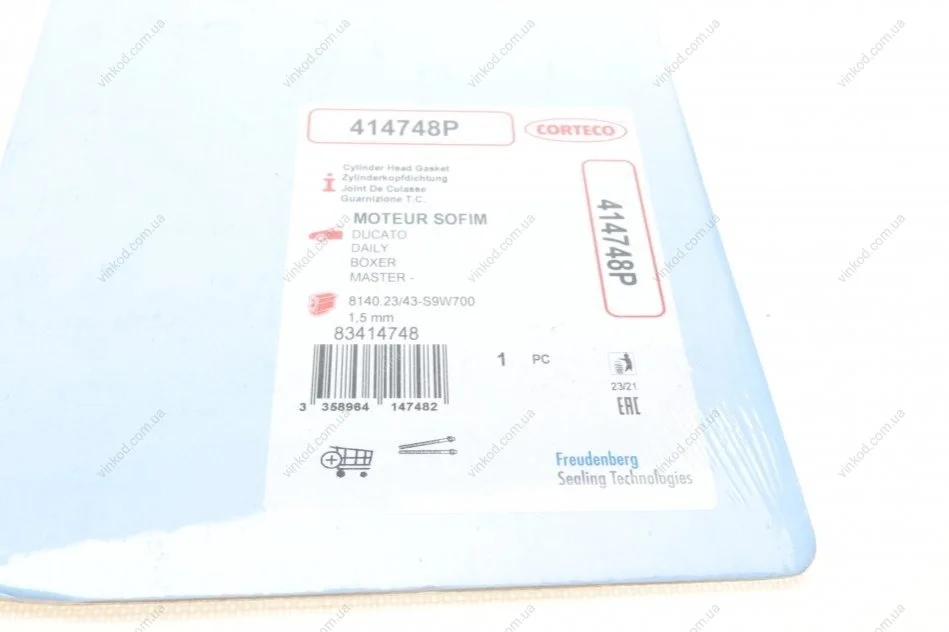 414748P
CORTECO
Cylinder Head Gasket
Zylinderkopfdichtung
Joint De Culasse
Guarnizione T.C.
MOTEUR SOFIM
DUCATO
DAILY
BOXER
MASTER -
8140.23/43-S9W700
1,5 mm
83414748
3 358964 147482
1 PC
414748P
23/21
EAC
Freudenberg
Sealing Technologies
vinkod.com.ua